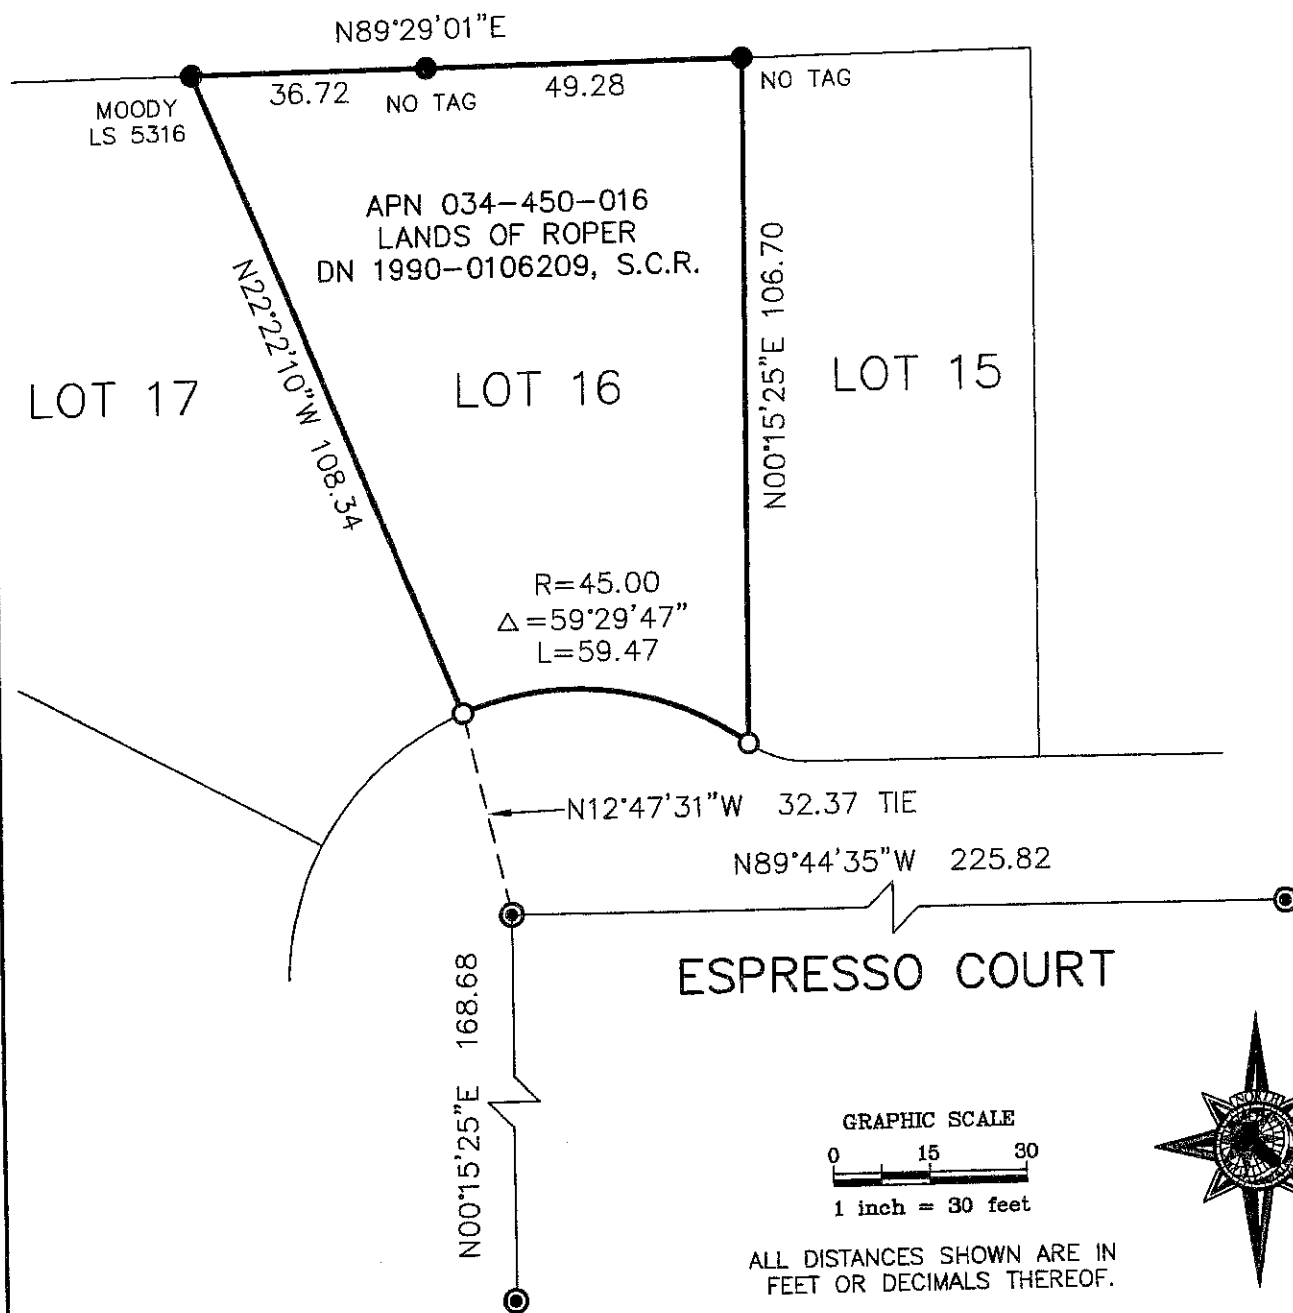 N89°29'01"E
36.72
49.28
NO TAG
NO TAG
MOODY
LS 5316
APN 034-450-016
LANDS OF ROPER
DN 1990-0106209, S.C.R.
N22°22'10"W 108.34
N00°15'25"E 106.70
LOT 17
LOT 16
LOT 15
R=45.00
Δ=59°29'47"
L=59.47
N12°47'31"W 32.37 TIE
N89°44'35"W 225.82
ESPRESSO COURT
N00°15'25"E 168.68
GRAPHIC SCALE
0 15 30
1 inch = 30 feet
NORTH
ALL DISTANCES SHOWN ARE IN
FEET OR DECIMALS THEREOF.